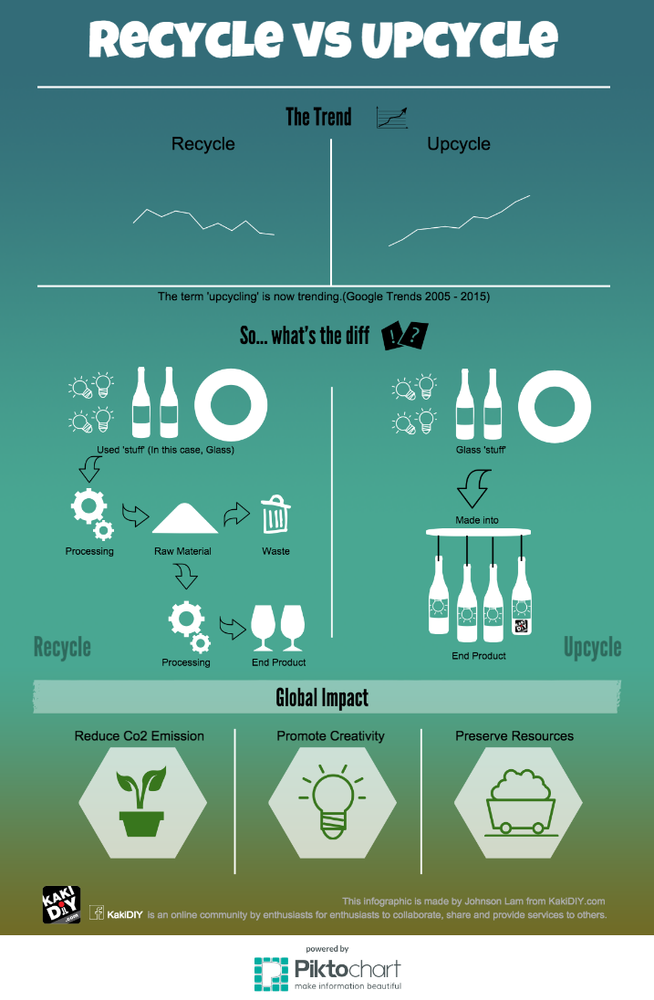 Recycle vs Upcycle
The Trend
Recycle
Upcycle
The term 'upcycling' is now trending.(Google Trends 2005 - 2015)
So... what's the diff
! ?
Used 'stuff' (In this case, Glass)
Processing
Raw Material
Waste
Processing
End Product
Recycle
Glass 'stuff'
Made into
End Product
Upcycle
Global Impact
Reduce Co2 Emission
Promote Creativity
Preserve Resources
KAKI
DiY
.com
This infographic is made by Johnson Lam from KakiDIY.com
f KakiDIY is an online community by enthusiasts for enthusiasts to collaborate, share and provide services to others.
powered by
Piktochart
make information beautiful